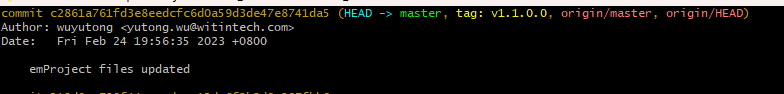 commit c2861a761fd3e8eedcfc6d0a59d3de47e8741da5 (HEAD -> master, tag: v1.1.0.0, origin/master, origin/HEAD)
Author: wuyutong <yutong.wu@witintech.com>
Date:   Fri Feb 24 19:56:35 2023 +0800
emProject files updated